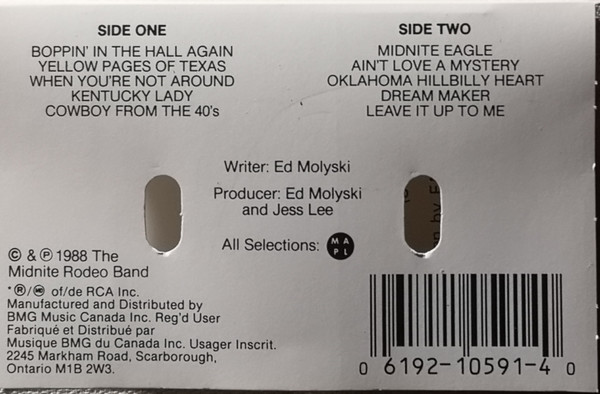 SIDE ONE
BOPPIN' IN THE HALL AGAIN
YELLOW PAGES OF TEXAS
WHEN YOU'RE NOT AROUND
KENTUCKY LADY
COWBOY FROM THE 40's
SIDE TWO
MIDNITE EAGLE
AIN'T LOVE A MYSTERY
OKLAHOMA HILLBILLY HEART
DREAM MAKER
LEAVE IT UP TO ME
Writer: Ed Molyski
Producer: Ed Molyski
and Jess Lee
All Selections: MAPL
© & ℗ 1988 The
Midnite Rodeo Band
*®/ of/de RCA Inc.
Manufactured and Distributed by
BMG Music Canada Inc. Reg'd User
Fabriqué et Distribué par
Musique BMG du Canada Inc. Usager Inscrit.
2245 Markham Road, Scarborough,
Ontario M1B 2W3.
0 6192-10591-4 0